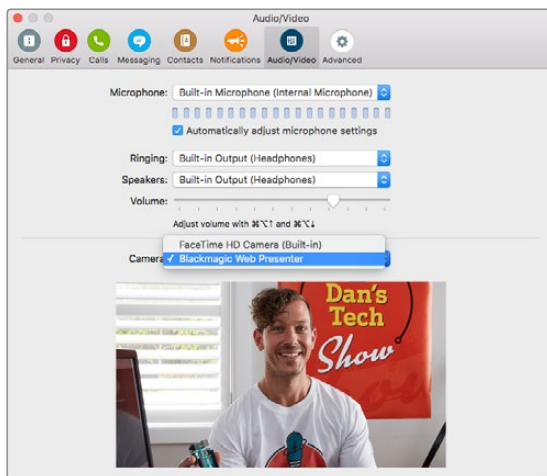 Audio/Video
General Privacy Calls Messaging Contacts Notifications Audio/Video Advanced
Microphone: Built-in Microphone (Internal Microphone)
Automatically adjust microphone settings
Ringing: Built-in Output (Headphones)
Speakers: Built-in Output (Headphones)
Volume:
Adjust volume with ⌘⌥↑ and ⌘⌥↓
FaceTime HD Camera (Built-in)
Camera ✓ Blackmagic Web Presenter
Dan's
Tech
Show